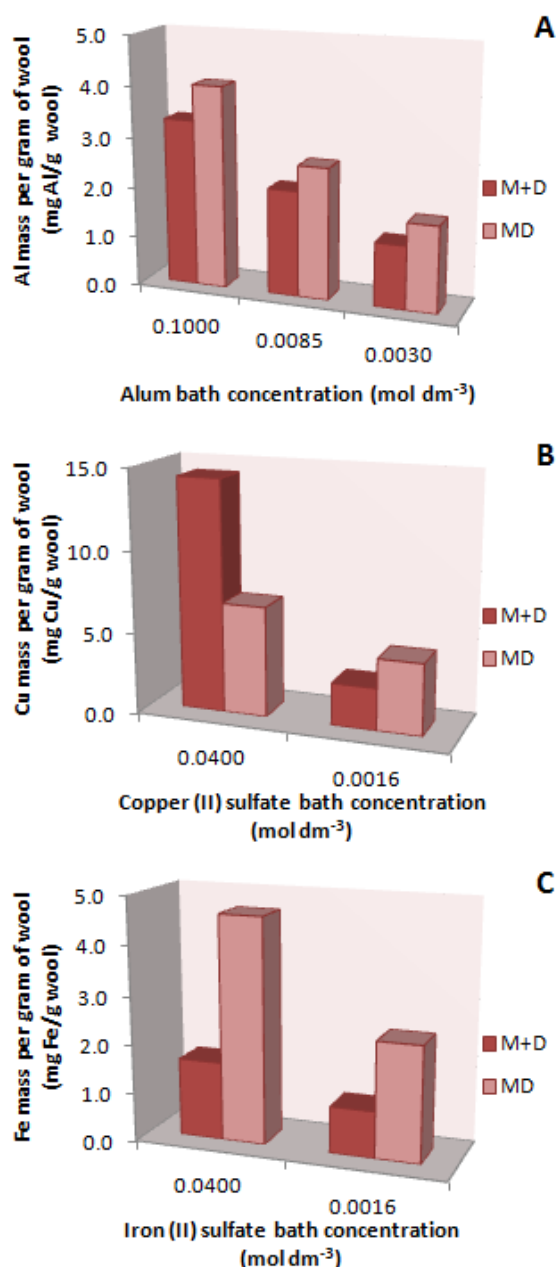 A
5.0
4.0
3.0
2.0
1.0
0.0
Al mass per gram of wool
(mgAl/g wool)
M+D
MD
0.1000
0.0085
0.0030
Alum bath concentration (mol dm⁻³)
B
15.0
10.0
5.0
0.0
Cu mass per gram of wool
(mg Cu/g wool)
M+D
MD
0.0400
0.0016
Copper (II) sulfate bath concentration
(mol dm⁻³)
C
5.0
4.0
3.0
2.0
1.0
0.0
Fe mass per gram of wool
(mg Fe/g wool)
M+D
MD
0.0400
0.0016
Iron (II) sulfate bath concentration
(mol dm⁻³)